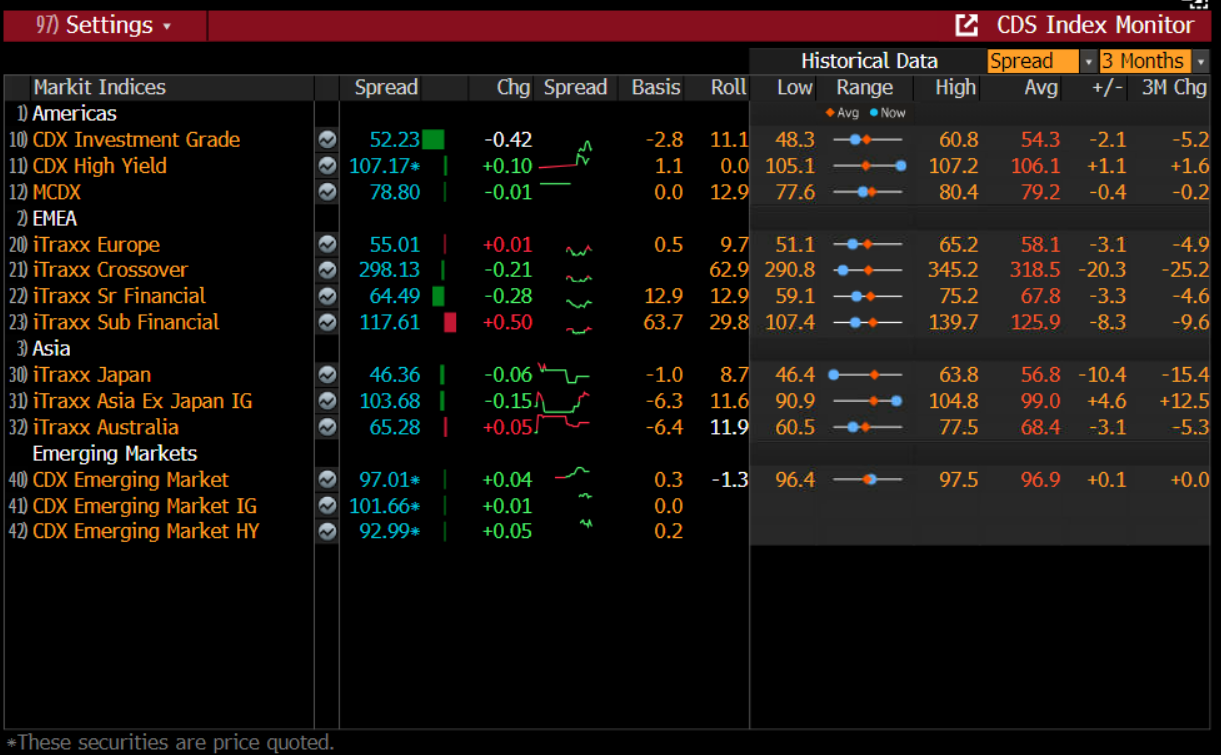 97) Settings CDS Index Monitor
Historical Data Spread 3 Months
Markit Indices Spread Chg Spread Basis Roll Low Range High Avg +/- 3M Chg
1) Americas Avg Now
10) CDX Investment Grade 52.23 -0.42 -2.8 11.1 48.3 60.8 54.3 -2.1 -5.2
11) CDX High Yield 107.17* +0.10 1.1 0.0 105.1 107.2 106.1 +1.1 +1.6
12) MCDX 78.80 -0.01 0.0 12.9 77.6 80.4 79.2 -0.4 -0.2
2) EMEA
20) iTraxx Europe 55.01 +0.01 0.5 9.7 51.1 65.2 58.1 -3.1 -4.9
21) iTraxx Crossover 298.13 -0.21 62.9 290.8 345.2 318.5 -20.3 -25.2
22) iTraxx Sr Financial 64.49 -0.28 12.9 12.9 59.1 75.2 67.8 -3.3 -4.6
23) iTraxx Sub Financial 117.61 +0.50 63.7 29.8 107.4 139.7 125.9 -8.3 -9.6
3) Asia
30) iTraxx Japan 46.36 -0.06 -1.0 8.7 46.4 63.8 56.8 -10.4 -15.4
31) iTraxx Asia Ex Japan IG 103.68 -0.15 -6.3 11.6 90.9 104.8 99.0 +4.6 +12.5
32) iTraxx Australia 65.28 +0.05 -6.4 11.9 60.5 77.5 68.4 -3.1 -5.3
Emerging Markets
40) CDX Emerging Market 97.01* +0.04 0.3 -1.3 96.4 97.5 96.9 +0.1 +0.0
41) CDX Emerging Market IG 101.66* +0.01 0.0
42) CDX Emerging Market HY 92.99* +0.05 0.2
*These securities are price quoted.